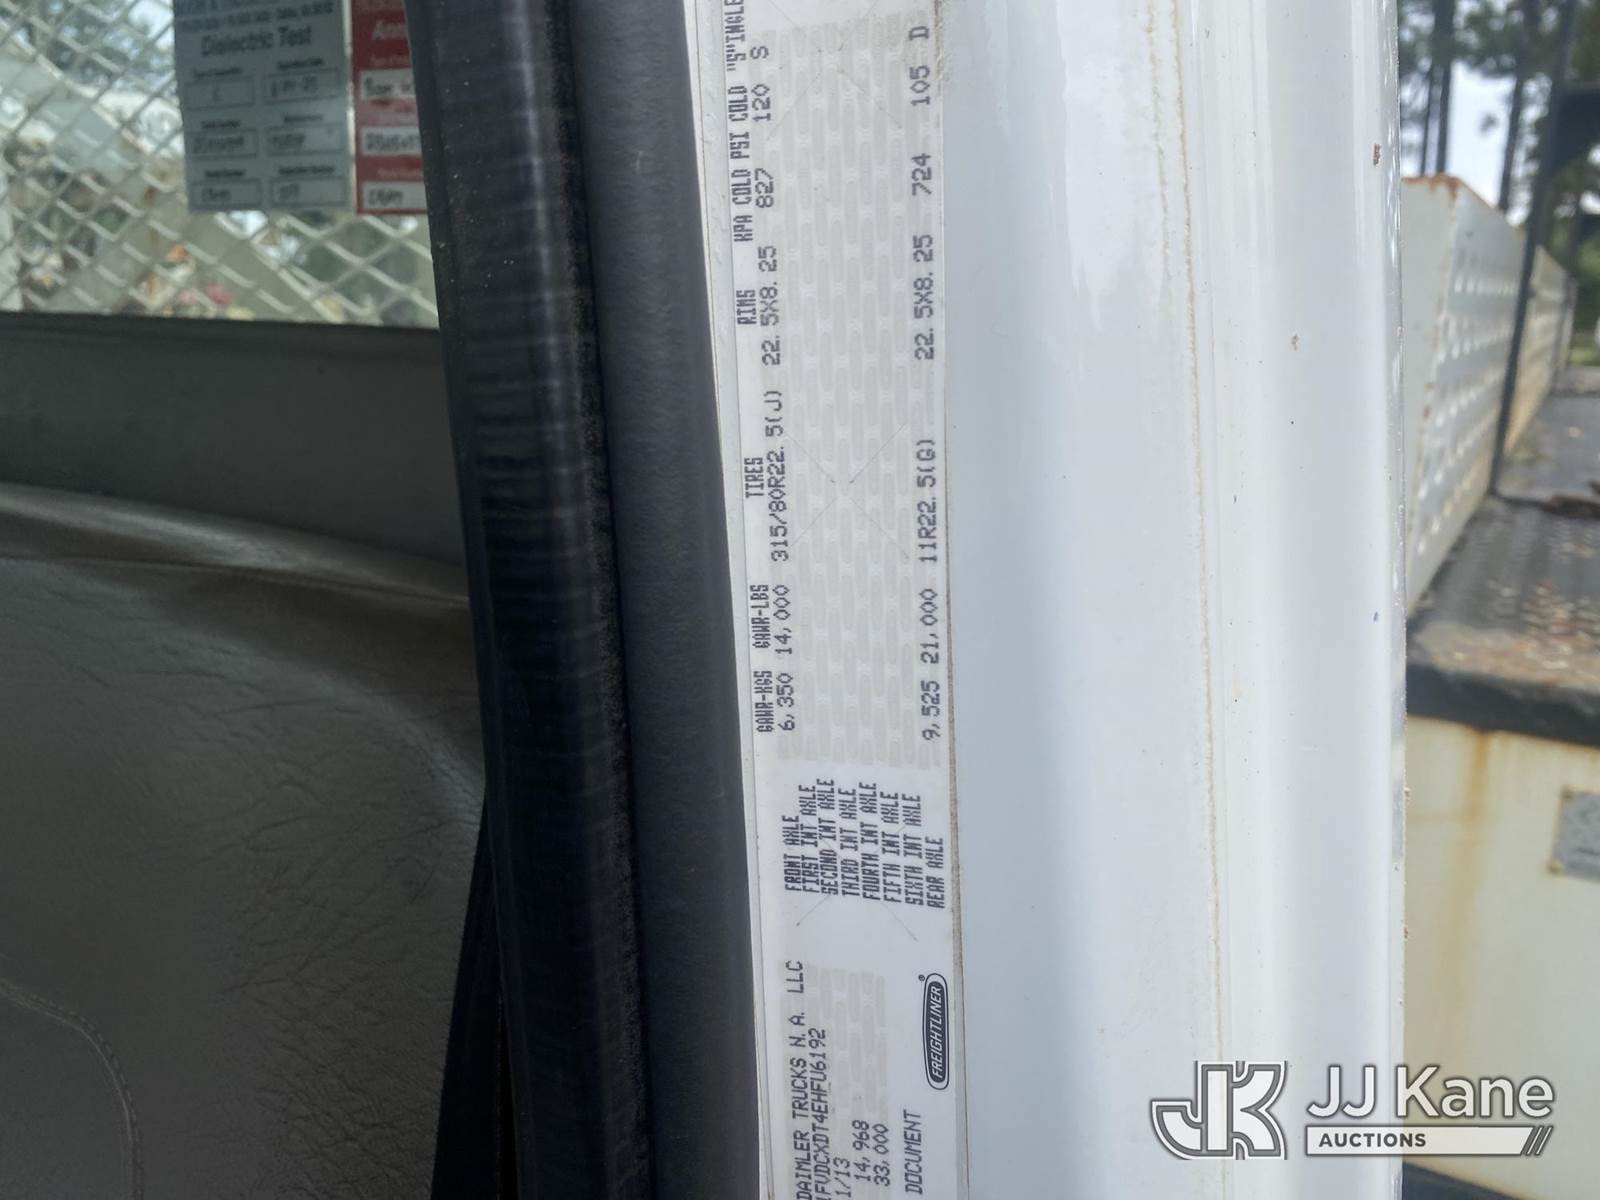 Dielectric Test
DAIMLER TRUCKS N.A. LLC
1FVDCXDT4EHFU6192
1/13
14,968
33,000
DOCUMENT
FREIGHTLINER®
GAWR-KGS GAWR-LBS TIRES RIMS KPA COLD PSI COLD "S"INGLE
FRONT AXLE 6,350 14,000 315/80R22.5(J) 22.5X8.25 827 120 S
FIRST INT AXLE
SECOND INT AXLE
THIRD INT AXLE
FOURTH INT AXLE
FIFTH INT AXLE
SIXTH INT AXLE
REAR AXLE 9,525 21,000 11R22.5(G) 22.5X8.25 724 105 D
JK JJ Kane
AUCTIONS